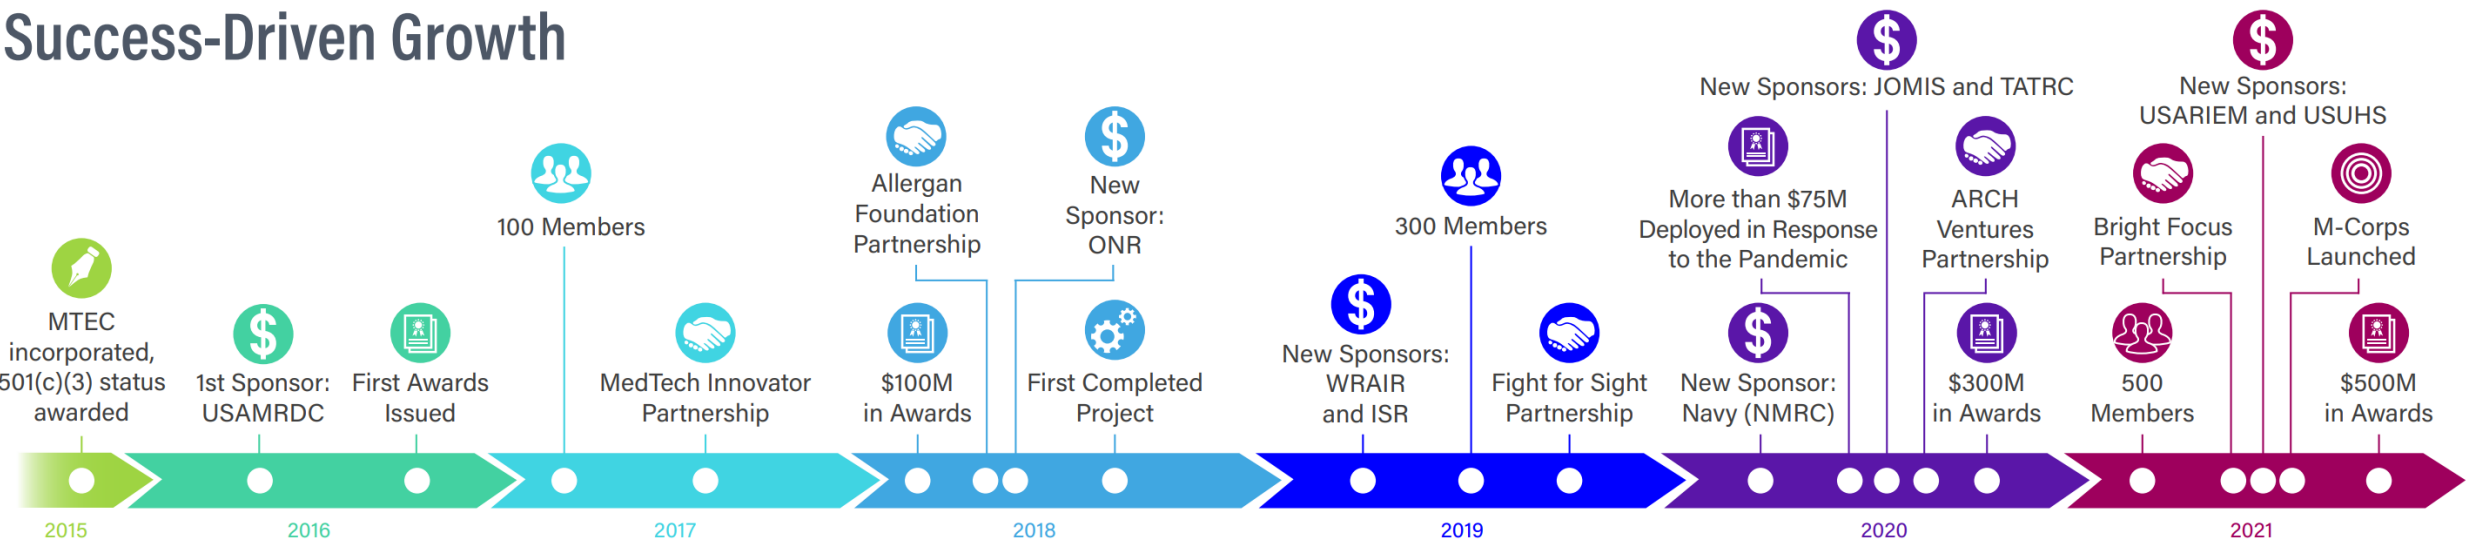 Success-Driven Growth
MTEC
incorporated,
501(c)(3) status
awarded
1st Sponsor:
USAMRDC
First Awards
Issued
100 Members
MedTech Innovator
Partnership
$100M
in Awards
Allergan
Foundation
Partnership
New
Sponsor:
ONR
First Completed
Project
New Sponsors:
WRAIR
and ISR
300 Members
Fight for Sight
Partnership
New Sponsor:
Navy (NMRC)
More than $75M
Deployed in Response
to the Pandemic
New Sponsors: JOMIS and TATRC
ARCH
Ventures
Partnership
$300M
in Awards
500
Members
Bright Focus
Partnership
New Sponsors:
USARIEM and USUHS
M-Corps
Launched
$500M
in Awards
2015
2016
2017
2018
2019
2020
2021